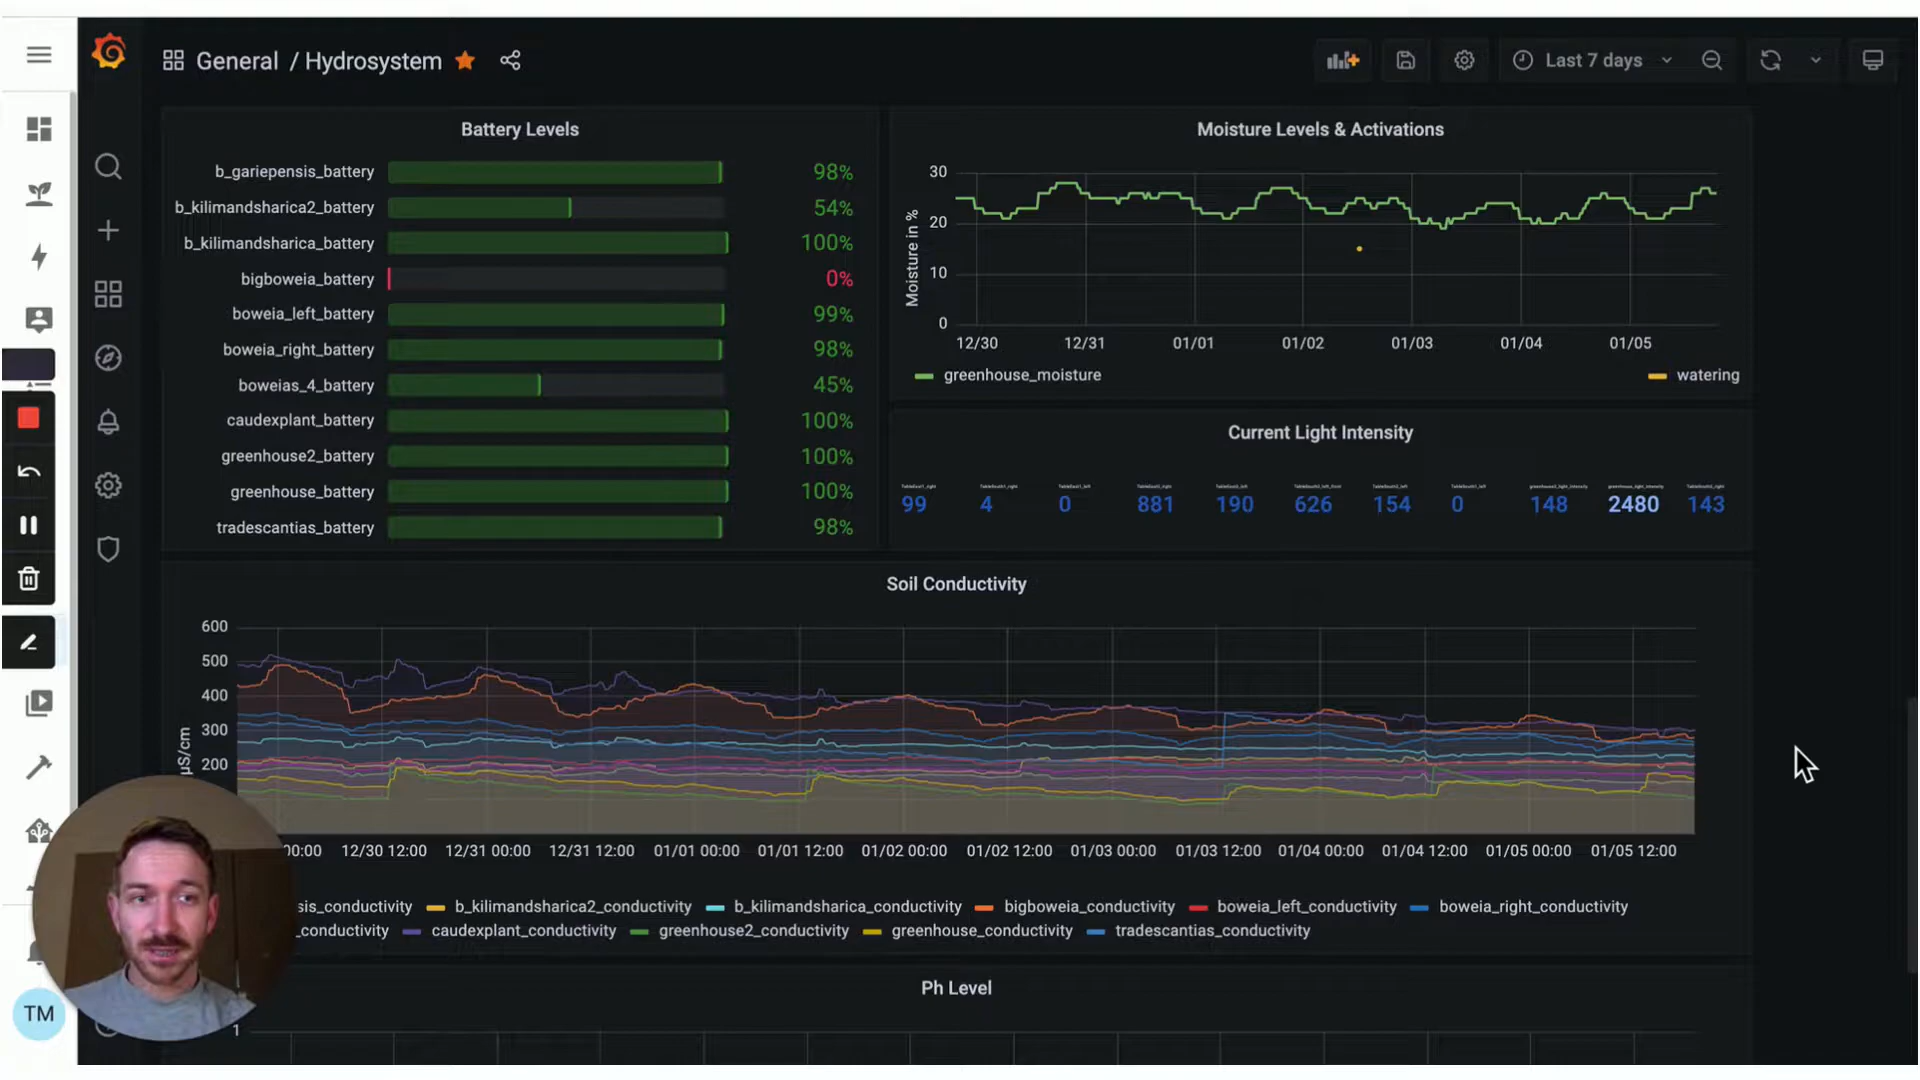 General / Hydrosystem
Last 7 days
Battery Levels
b_gariepensis_battery 98%
b_kilimandsharica2_battery 54%
b_kilimandsharica_battery 100%
bigboweia_battery 0%
boweia_left_battery 99%
boweia_right_battery 98%
boweias_4_battery 45%
caudexplant_battery 100%
greenhouse2_battery 100%
greenhouse_battery 100%
tradescantias_battery 98%
Moisture Levels & Activations
Moisture in %
30
20
10
0
12/30 12/31 01/01 01/02 01/03 01/04 01/05
greenhouse_moisture watering
Current Light Intensity
99 4 0 881 190 626 154 0 148 2480 143
Soil Conductivity
µS/cm
600
500
400
300
200
00:00 12/30 12:00 12/31 00:00 12/31 12:00 01/01 00:00 01/01 12:00 01/02 00:00 01/02 12:00 01/03 00:00 01/03 12:00 01/04 00:00 01/04 12:00 01/05 00:00 01/05 12:00
sis_conductivity b_kilimandsharica2_conductivity b_kilimandsharica_conductivity bigboweia_conductivity boweia_left_conductivity boweia_right_conductivity
_conductivity caudexplant_conductivity greenhouse2_conductivity greenhouse_conductivity tradescantias_conductivity
Ph Level
1
TM